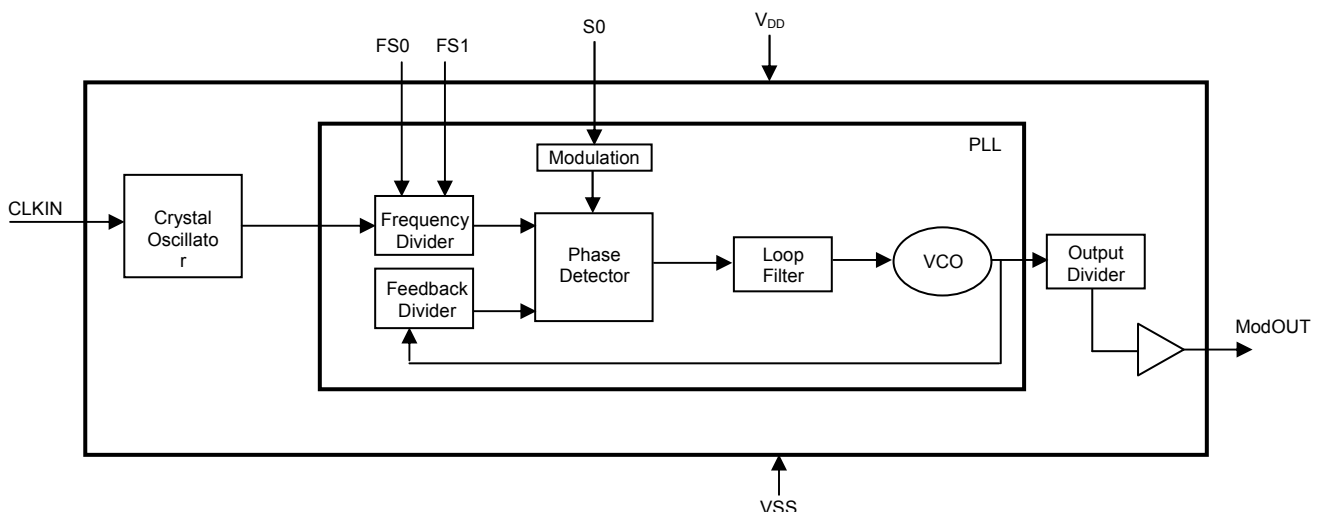 S0
VDD
FS0
FS1
PLL
Modulation
CLKIN
Crystal
Oscillato
r
Frequency
Divider
Phase
Detector
Loop
Filter
VCO
Output
Divider
Feedback
Divider
ModOUT
VSS